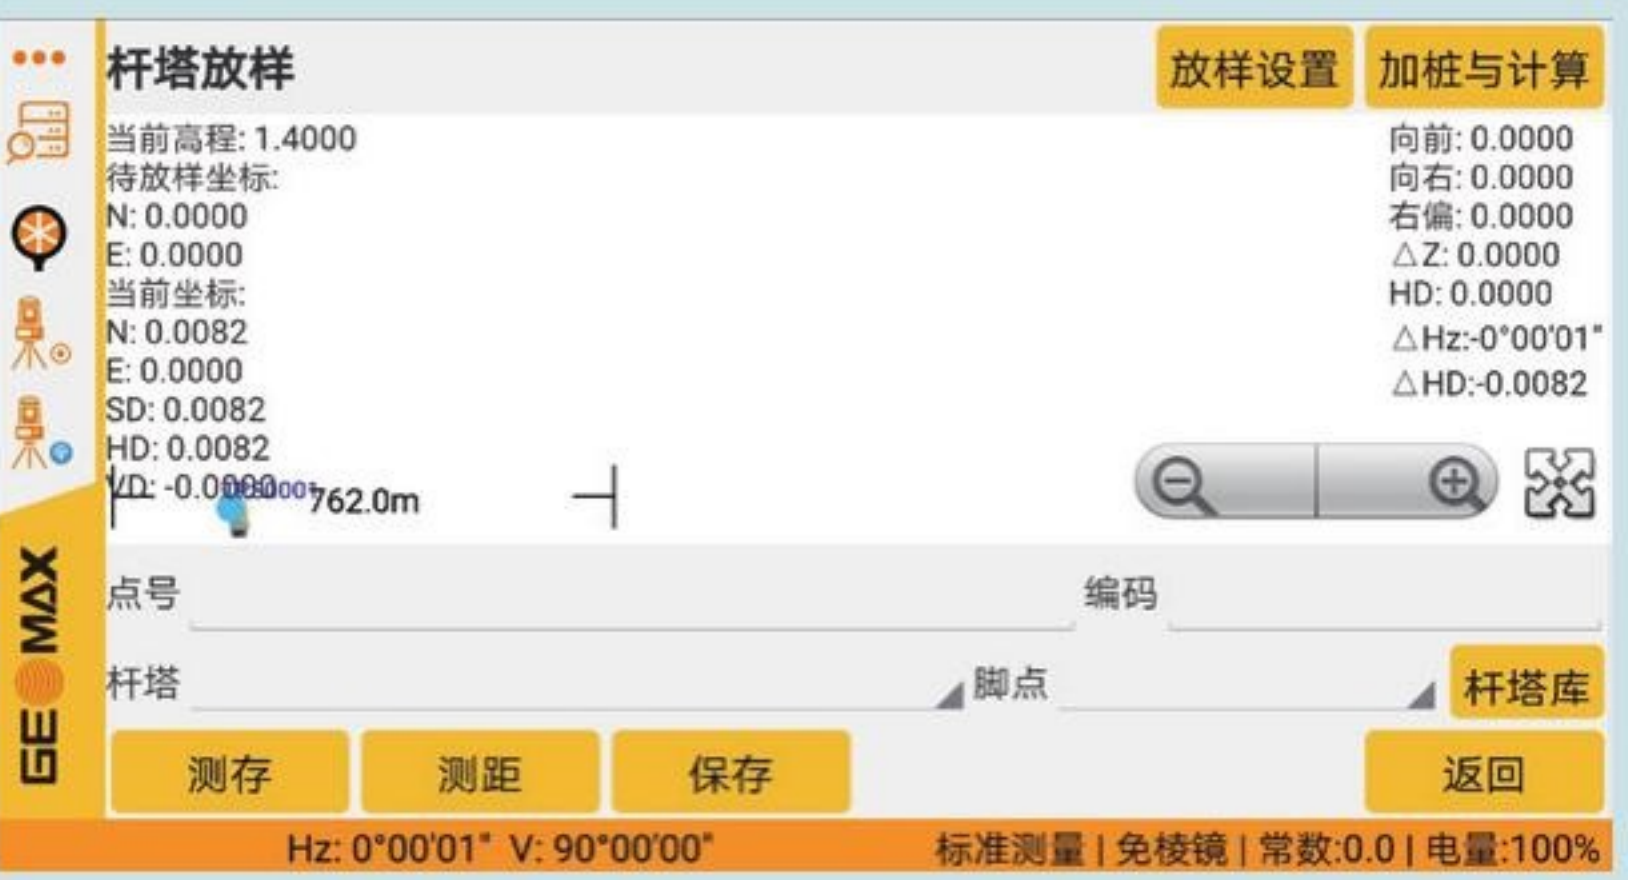 杆塔放样
放样设置
加桩与计算
当前高程: 1.4000
待放样坐标:
N: 0.0000
E: 0.0000
当前坐标:
N: 0.0082
E: 0.0000
SD: 0.0082
HD: 0.0082
VD: -0.0000
762.0m
向前: 0.0000
向右: 0.0000
右偏: 0.0000
△Z: 0.0000
HD: 0.0000
△Hz:-0°00'01"
△HD:-0.0082
点号
编码
杆塔
脚点
杆塔库
测存
测距
保存
返回
GEOMAX
Hz: 0°00'01" V: 90°00'00"
标准测量 | 免棱镜 | 常数:0.0 | 电量:100%